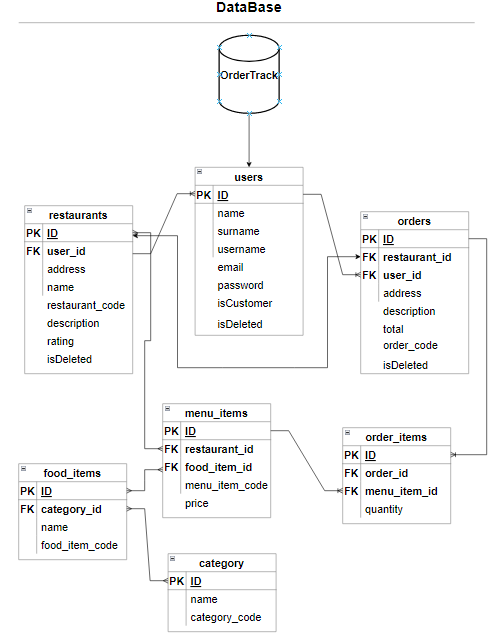 DataBase
OrderTrack
users
PK ID
name
surname
username
email
password
isCustomer
isDeleted
restaurants
PK ID
FK user_id
address
name
restaurant_code
description
rating
isDeleted
orders
PK ID
FK restaurant_id
FK user_id
address
description
total
order_code
isDeleted
menu_items
PK ID
FK restaurant_id
FK food_item_id
menu_item_code
price
order_items
PK ID
FK order_id
FK menu_item_id
quantity
food_items
PK ID
FK category_id
name
food_item_code
category
PK ID
name
category_code